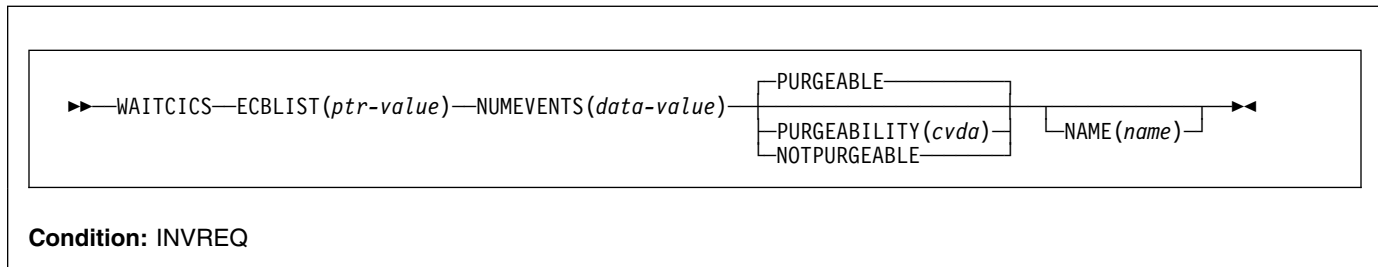 PURGEABLE
WAITCICS ECBLIST(ptr-value) NUMEVENTS(data-value)
PURGEABILITY(cvda) NAME(name)
NOTPURGEABLE
Condition: INVREQ